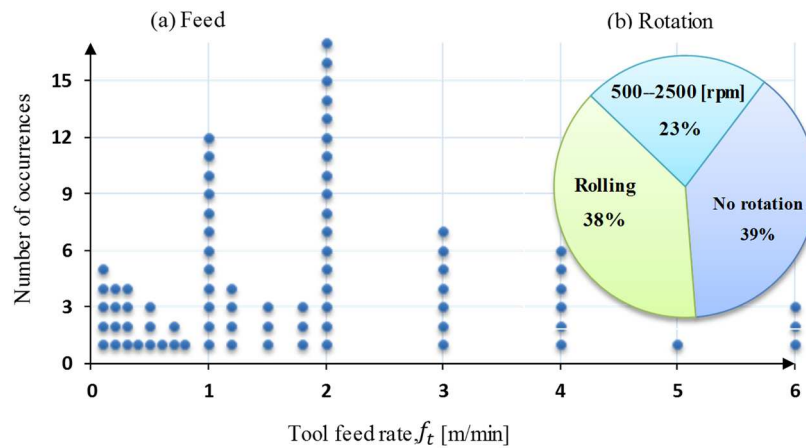 (a) Feed
(b) Rotation
15
12
9
6
3
0
Number of occurrences
500–2500 [rpm]
23%
Rolling
38%
No rotation
39%
0 1 2 3 4 5 6
Tool feed rate,f_t [m/min]